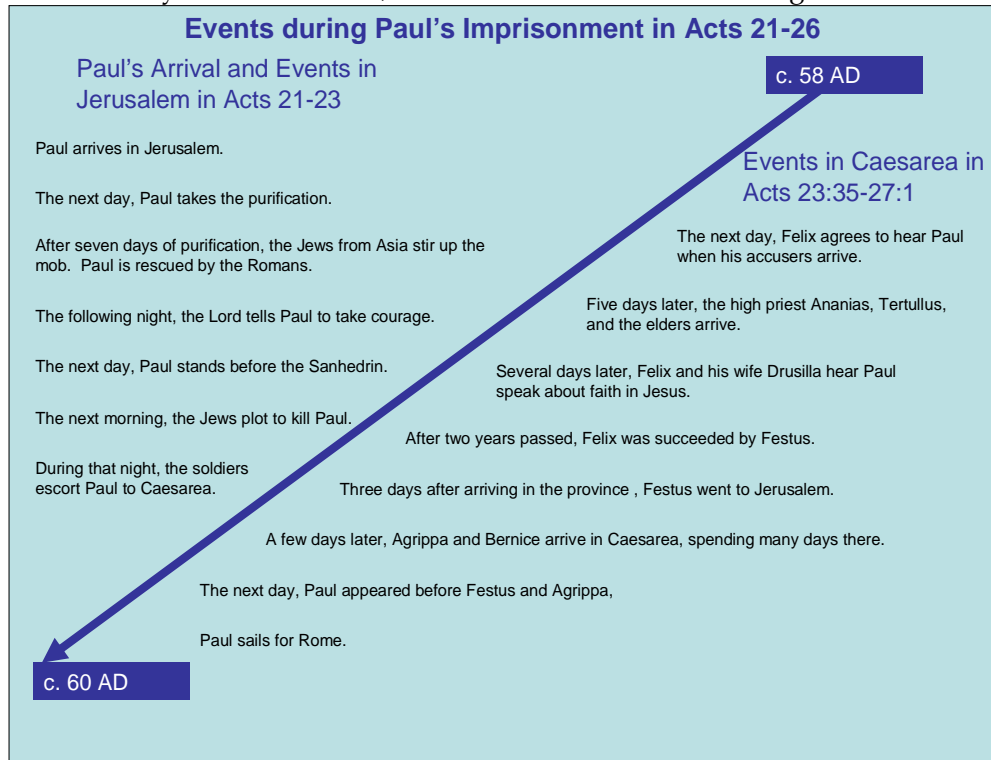 Events during Paul's Imprisonment in Acts 21-26
Paul's Arrival and Events in
Jerusalem in Acts 21-23
c. 58 AD
Paul arrives in Jerusalem.
The next day, Paul takes the purification.
After seven days of purification, the Jews from Asia stir up the
mob. Paul is rescued by the Romans.
The following night, the Lord tells Paul to take courage.
The next day, Paul stands before the Sanhedrin.
The next morning, the Jews plot to kill Paul.
During that night, the soldiers
escort Paul to Caesarea.
Events in Caesarea in
Acts 23:35-27:1
The next day, Felix agrees to hear Paul
when his accusers arrive.
Five days later, the high priest Ananias, Tertullus,
and the elders arrive.
Several days later, Felix and his wife Drusilla hear Paul
speak about faith in Jesus.
After two years passed, Felix was succeeded by Festus.
Three days after arriving in the province , Festus went to Jerusalem.
A few days later, Agrippa and Bernice arrive in Caesarea, spending many days there.
The next day, Paul appeared before Festus and Agrippa,
Paul sails for Rome.
c. 60 AD